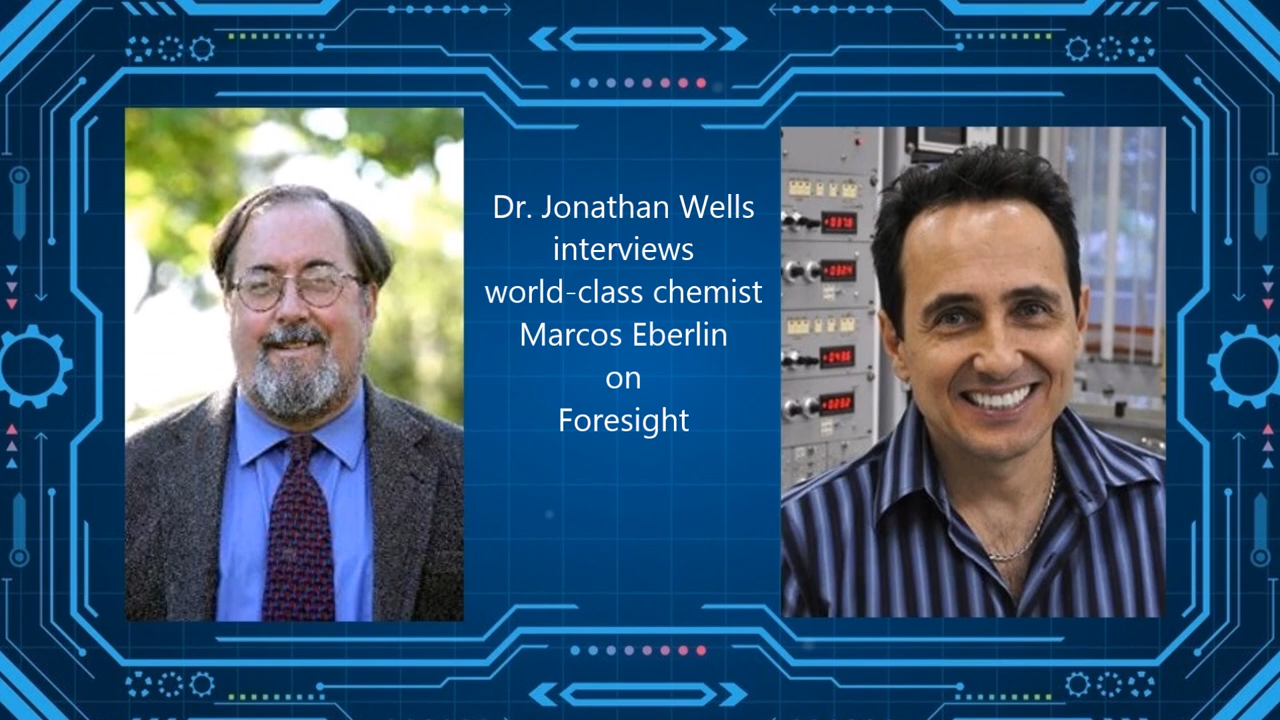 Dr. Jonathan Wells
interviews
world-class chemist
Marcos Eberlin
on
Foresight